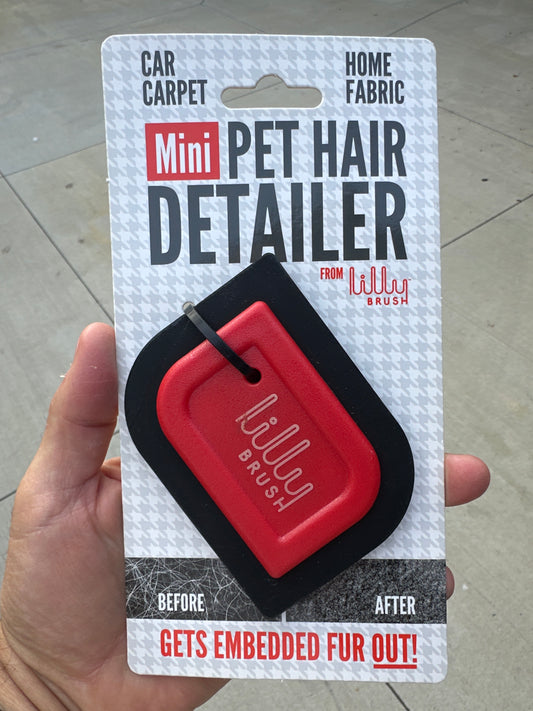 CAR
CARPET
HOME
FABRIC
Mini PET HAIR
DETAILER
FROM lilly
BRUSH
lilly
BRUSH
BEFORE
AFTER
GETS EMBEDDED FUR OUT!